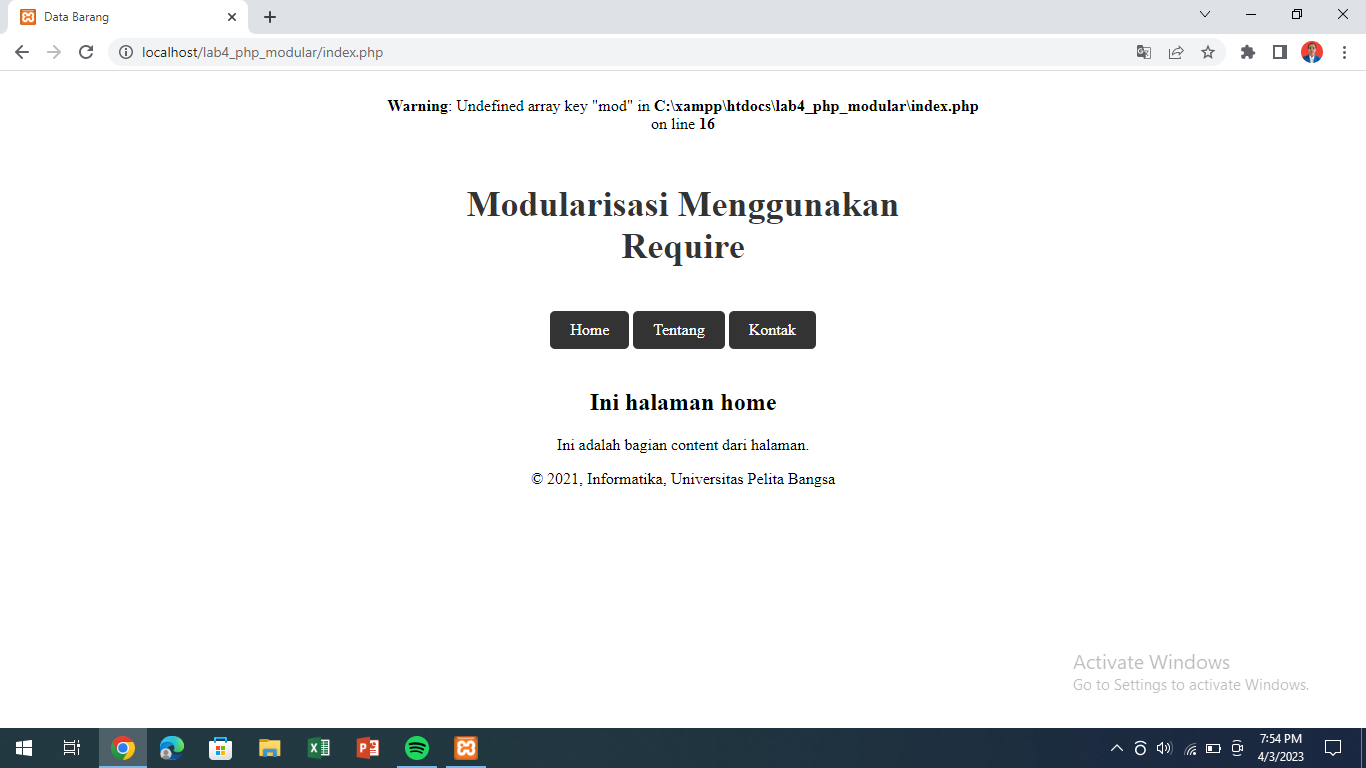 Data Barang
localhost/lab4_php_modular/index.php
Warning: Undefined array key "mod" in C:\xampp\htdocs\lab4_php_modular\index.php
on line 16
Modularisasi Menggunakan
Require
Home Tentang Kontak
Ini halaman home
Ini adalah bagian content dari halaman.
© 2021, Informatika, Universitas Pelita Bangsa
Activate Windows
Go to Settings to activate Windows.
7:54 PM
4/3/2023